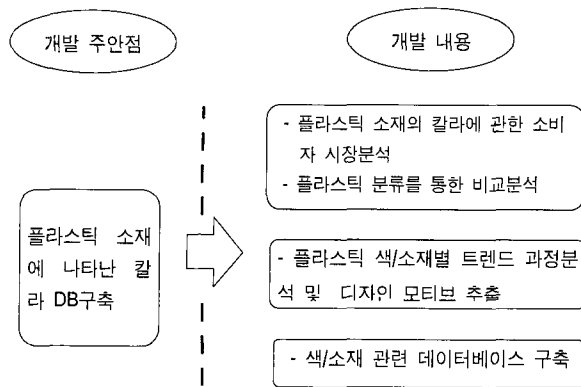 개발 주안점
개발 내용
플라스틱 소재
에 나타난 칼
라 DB구축
- 플라스틱 소재의 칼라에 관한 소비
자 시장분석
- 플라스틱 분류를 통한 비교분석
- 플라스틱 색/소재별 트렌드 과정분
석 및 디자인 모티브 추출
- 색/소재 관련 데이터베이스 구축